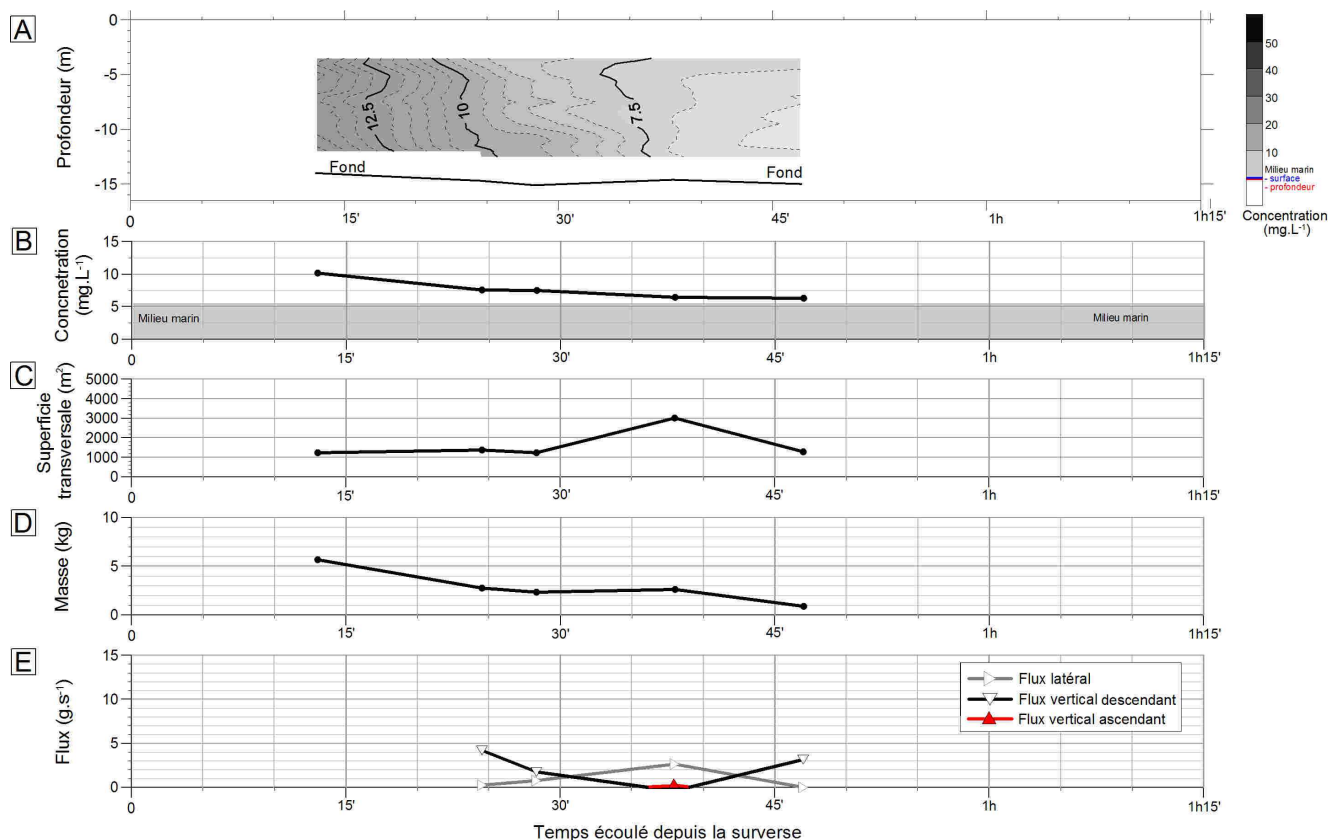 A
Profondeur (m)
0
-5
-10
-15
12.5
10
7.5
Fond
Fond
0
15'
30'
45'
1h
1h15'
50
40
30
20
10
Milieu marin
- surface
- profondeur
Concentration
(mg.L⁻¹)
B
Concnetration
(mg.L⁻¹)
15
10
5
0
Milieu marin
Milieu marin
0
15'
30'
45'
1h
1h15'
C
Superficie
transversale (m²)
5000
4000
3000
2000
1000
0
0
15'
30'
45'
1h
1h15'
D
Masse (kg)
10
5
0
0
15'
30'
45'
1h
1h15'
E
Flux (g.s⁻¹)
15
10
5
0
Flux latéral
Flux vertical descendant
Flux vertical ascendant
0
15'
30'
45'
1h
1h15'
Temps écoulé depuis la surverse